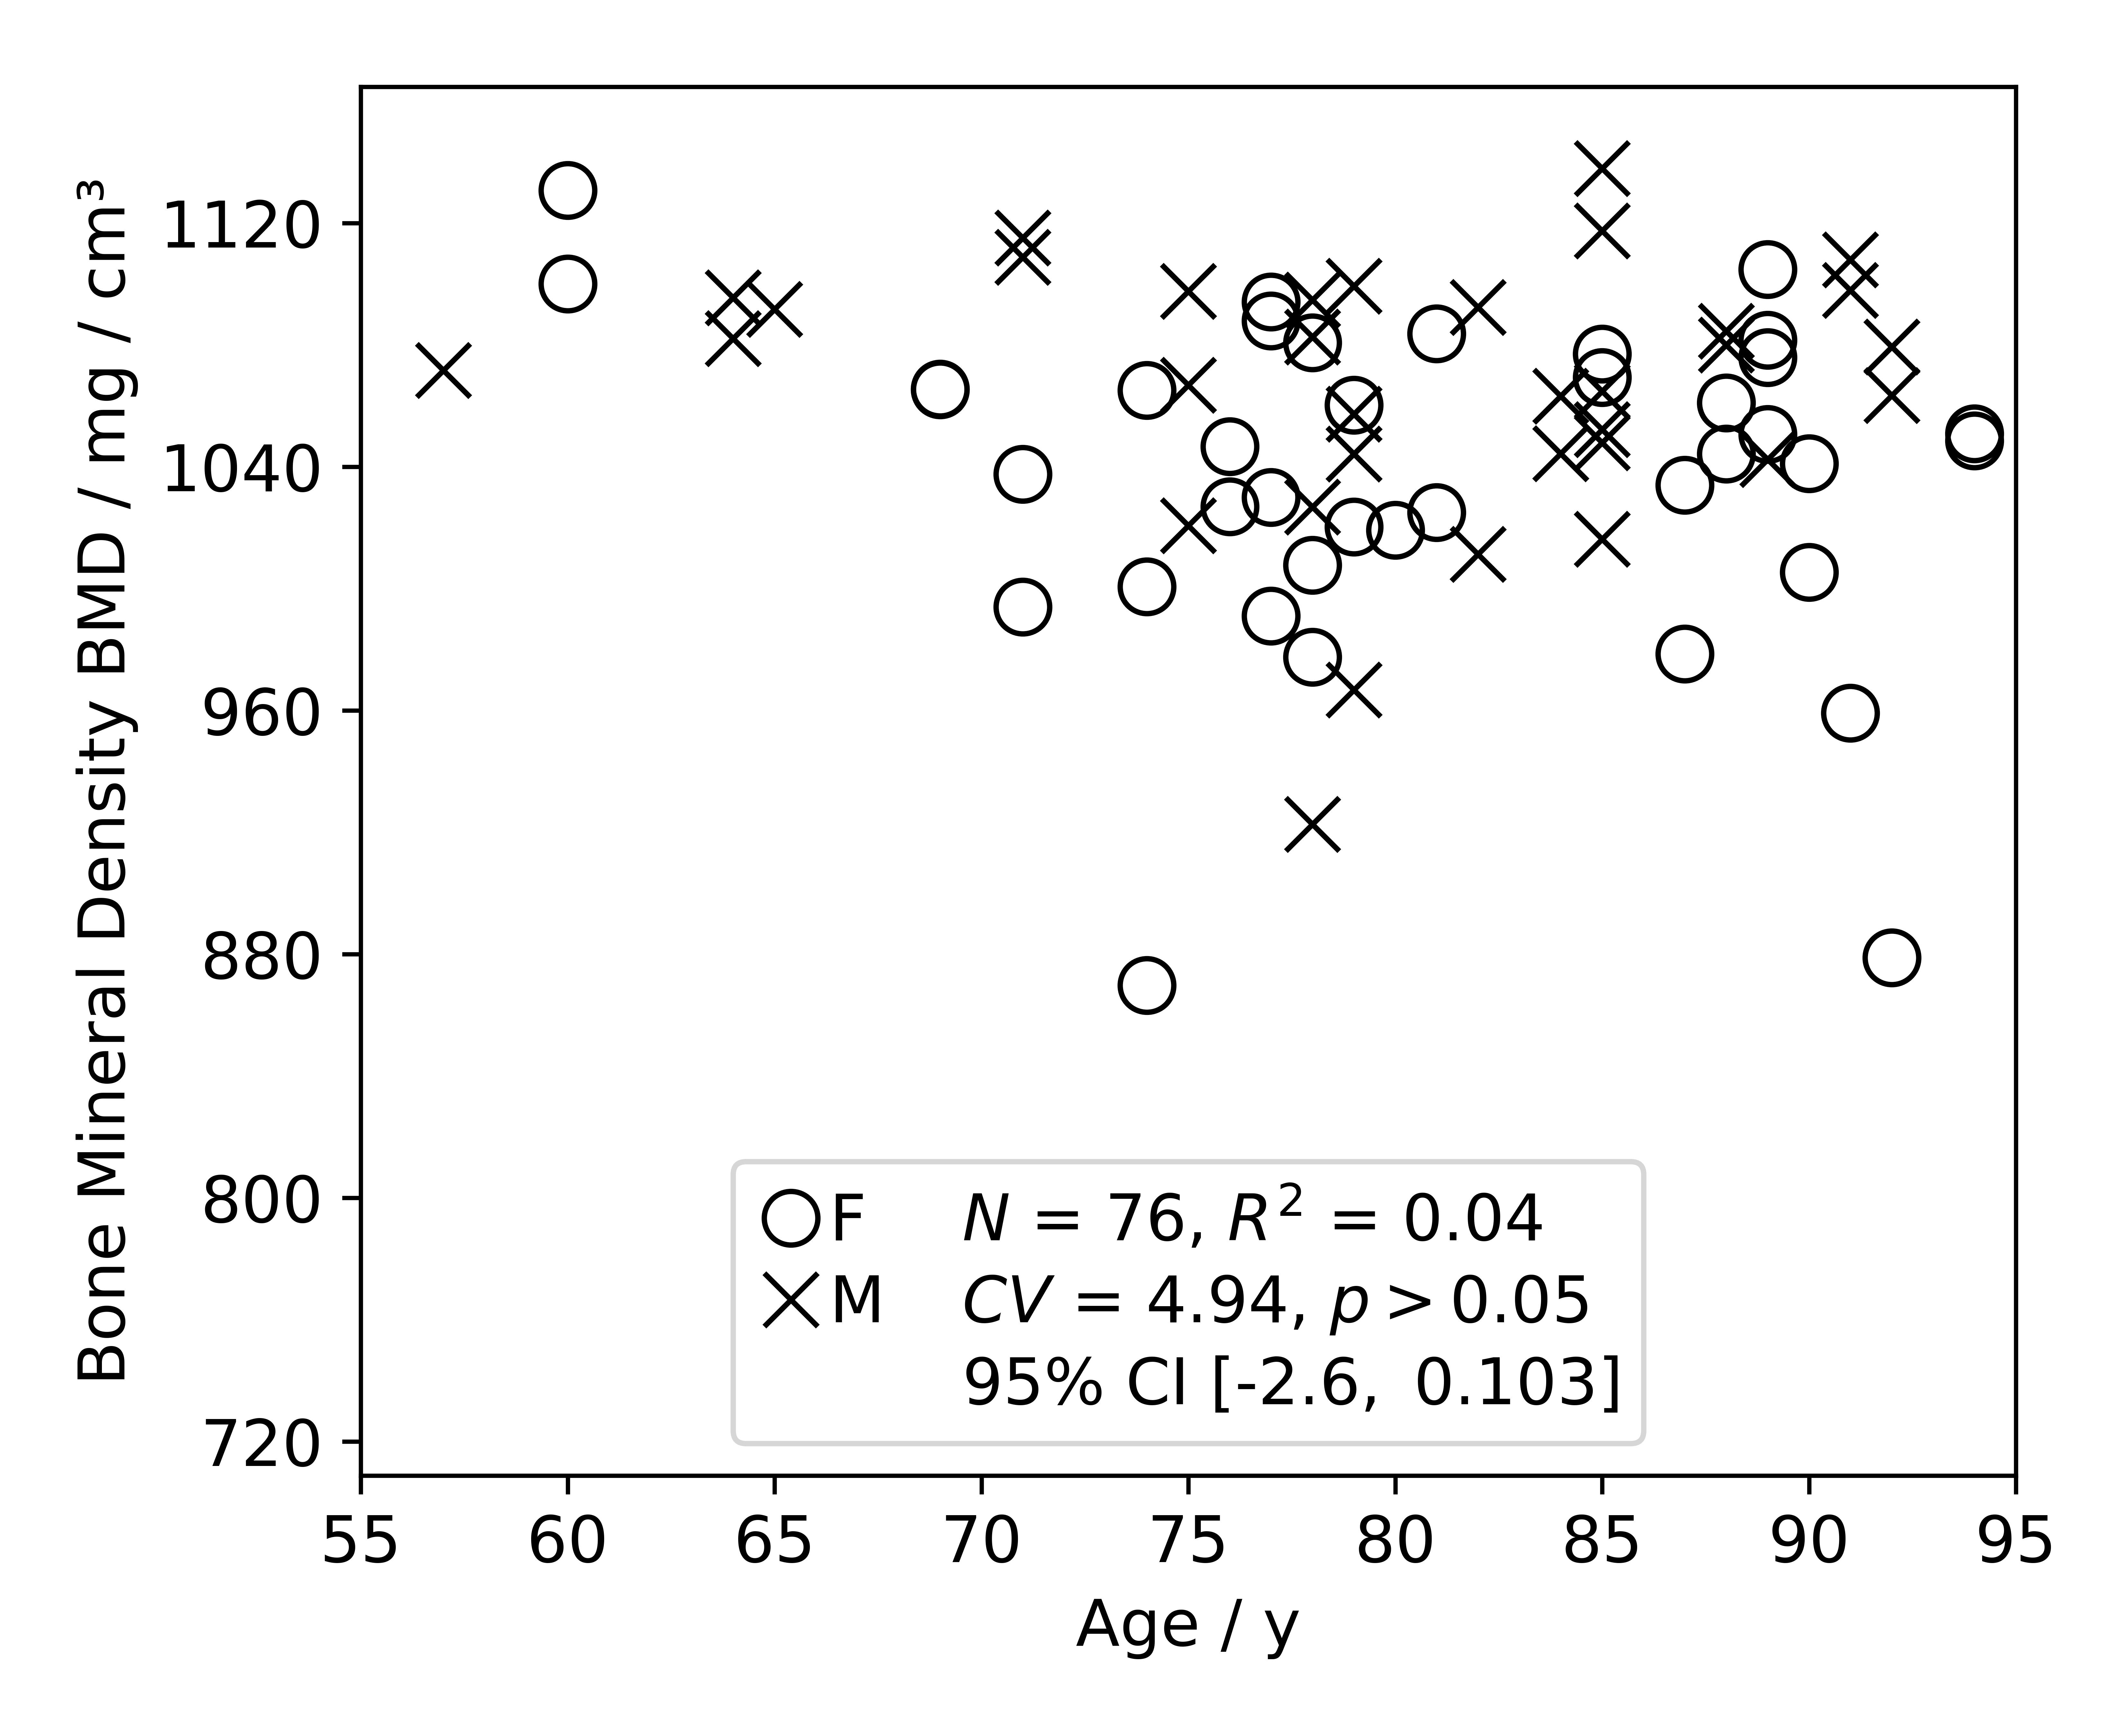 Bone Mineral Density BMD / mg / cm³
1120
1040
960
880
800
720
F N = 76, R² = 0.04
M CV = 4.94, p > 0.05
95% CI [-2.6, 0.103]
55 60 65 70 75 80 85 90 95
Age / y